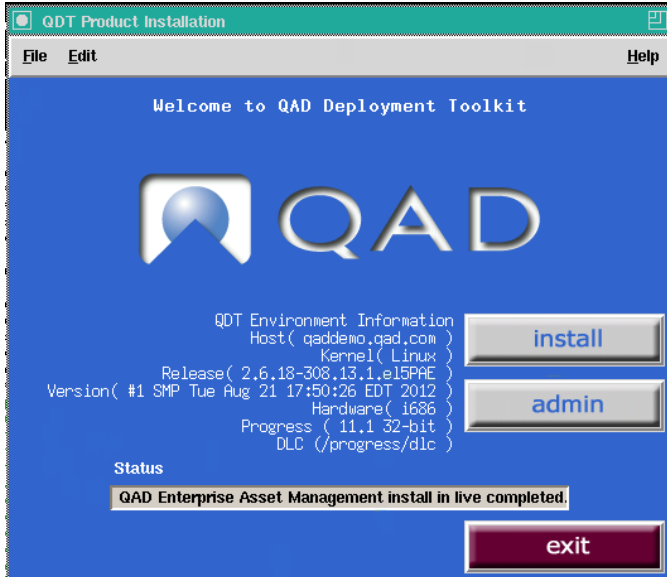 QDT Product Installation
File Edit Help
Welcome to QAD Deployment Toolkit
QAD
QDT Environment Information
Host( qaddemo.qad.com )
Kernel( Linux )
Release( 2.6.18-308.13.1.el5PAE )
Version( #1 SMP Tue Aug 21 17:50:26 EDT 2012 )
Hardware( i686 )
Progress ( 11.1 32-bit )
DLC (/progress/dlc )
install
admin
Status
QAD Enterprise Asset Management install in live completed.
exit